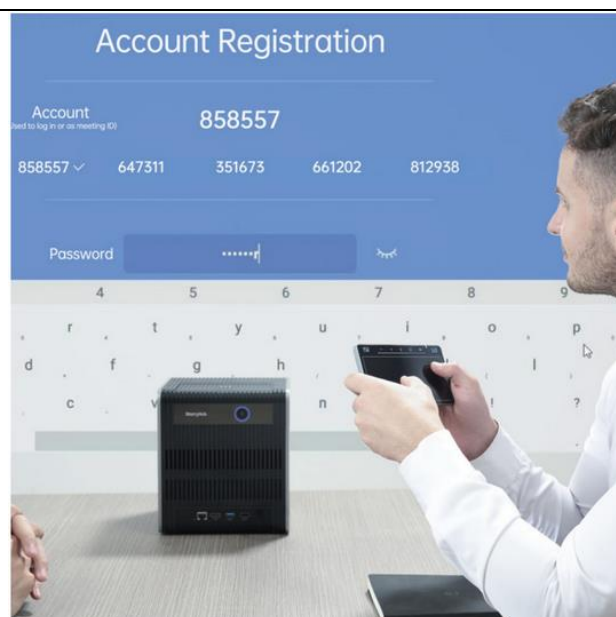 Account Registration
Account
858557
(Used to log in or as meeting ID)
858557 647311 351673 661202 812938
Password ••••••r
4 5 6 7 8 9
r t y u i o p
d f g h l
c v n ! ?